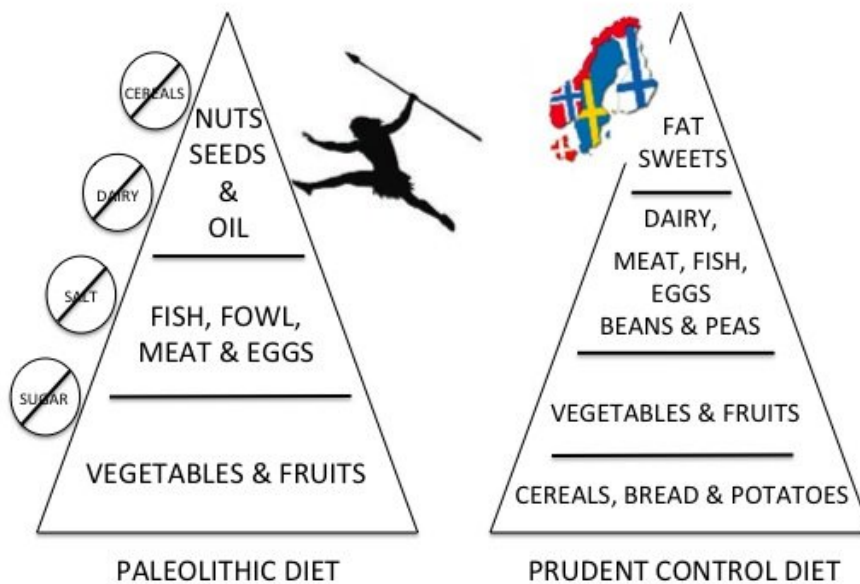 CEREALS
NUTS
SEEDS
&
OIL
DAIRY
SALT
FISH, FOWL,
MEAT & EGGS
SUGAR
VEGETABLES & FRUITS
PALEOLITHIC DIET
FAT
SWEETS
DAIRY,
MEAT, FISH,
EGGS
BEANS & PEAS
VEGETABLES & FRUITS
CEREALS, BREAD & POTATOES
PRUDENT CONTROL DIET